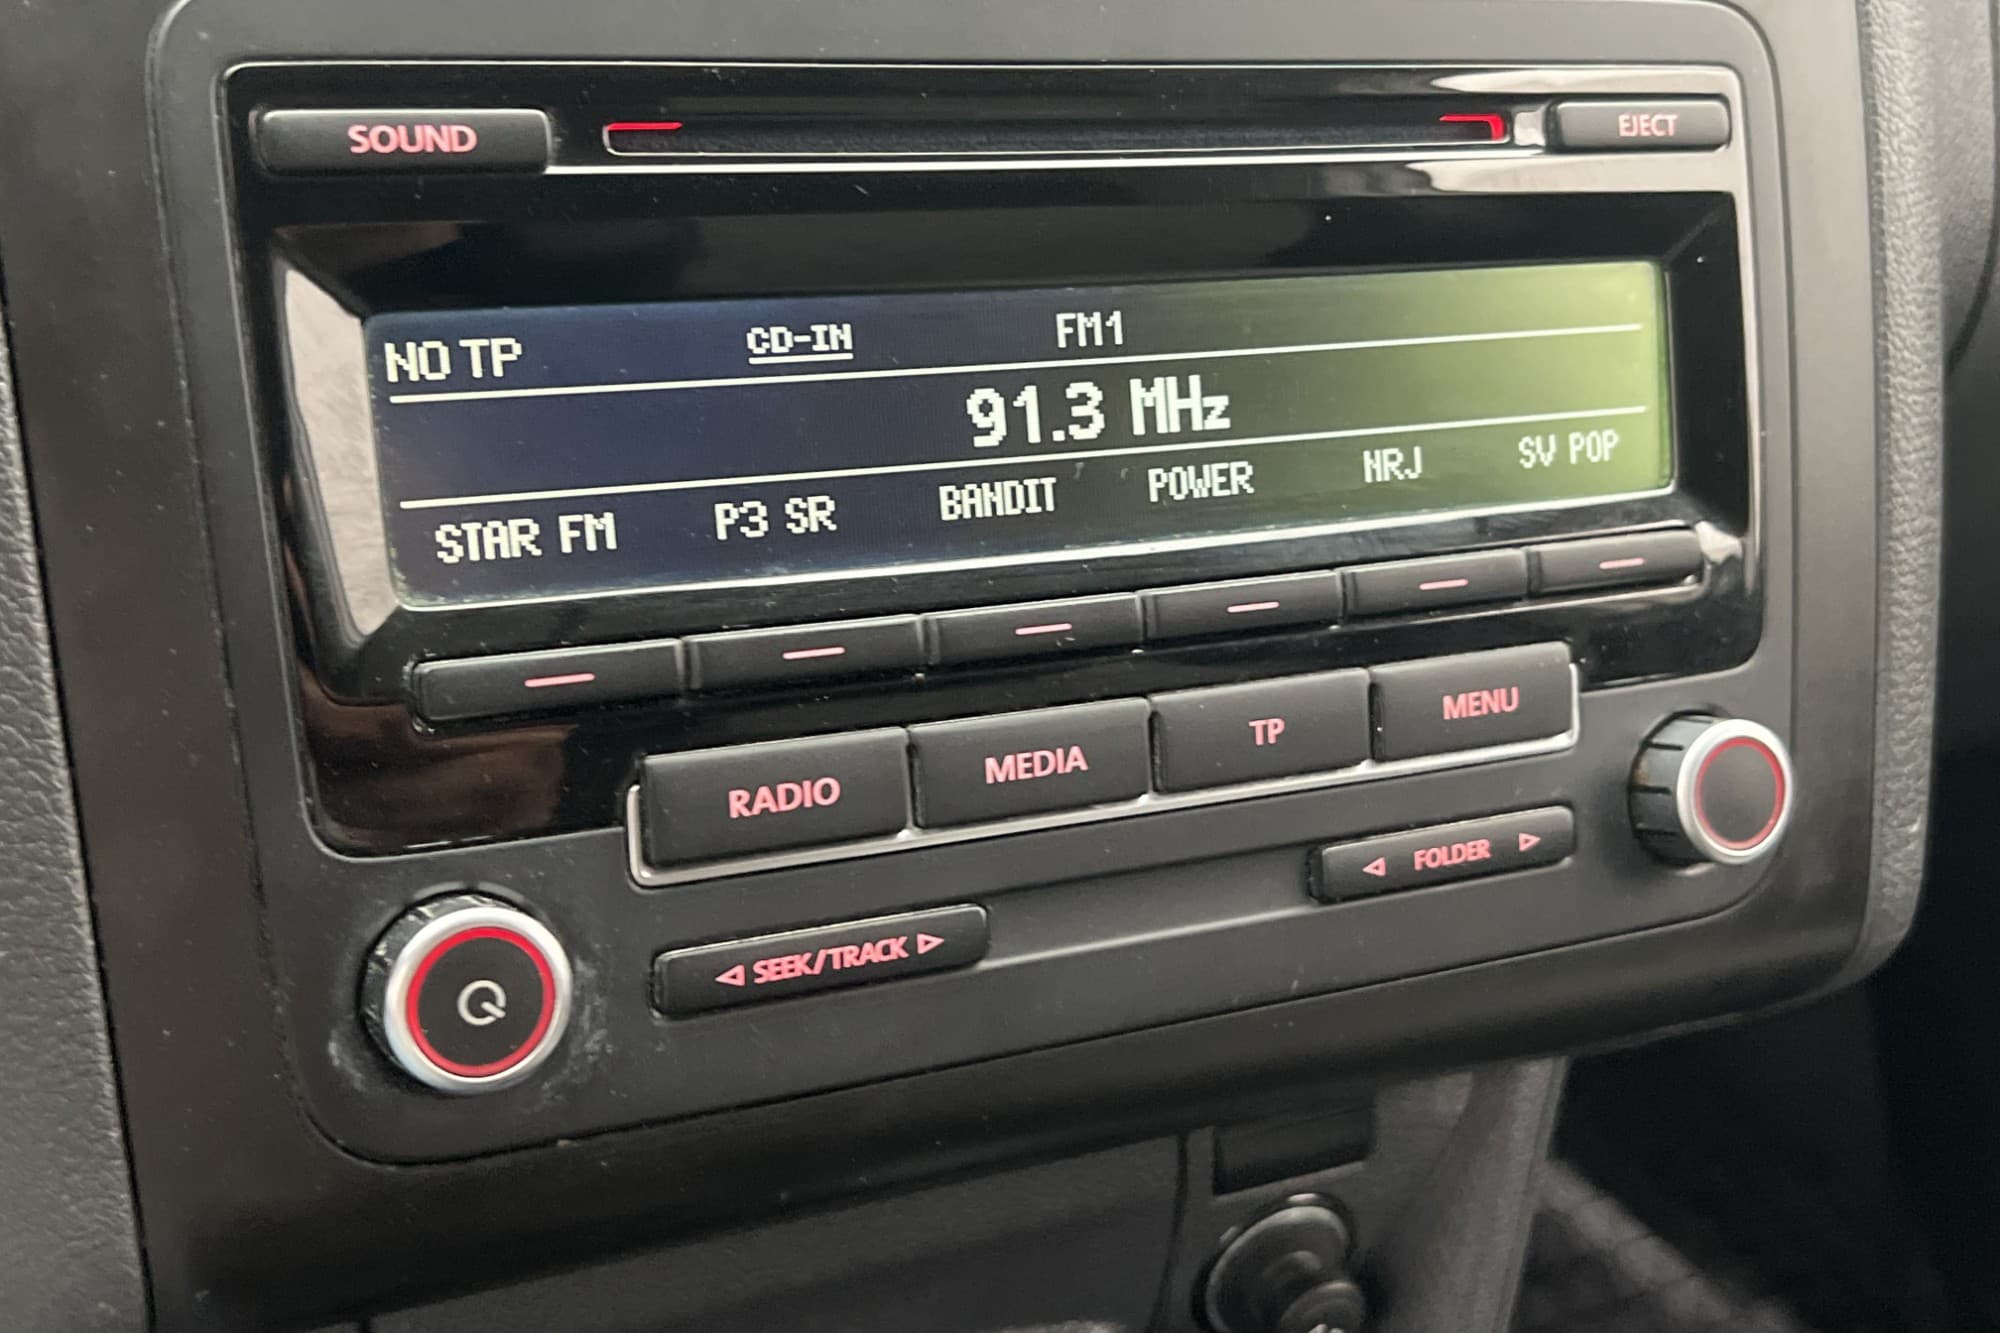 SOUND EJECT
NO TP CD-IN FM1
91.3 MHz
STAR FM P3 SR BANDIT POWER NRJ SV POP
RADIO MEDIA TP MENU
◁ SEEK/TRACK ▷ ◁ FOLDER ▷